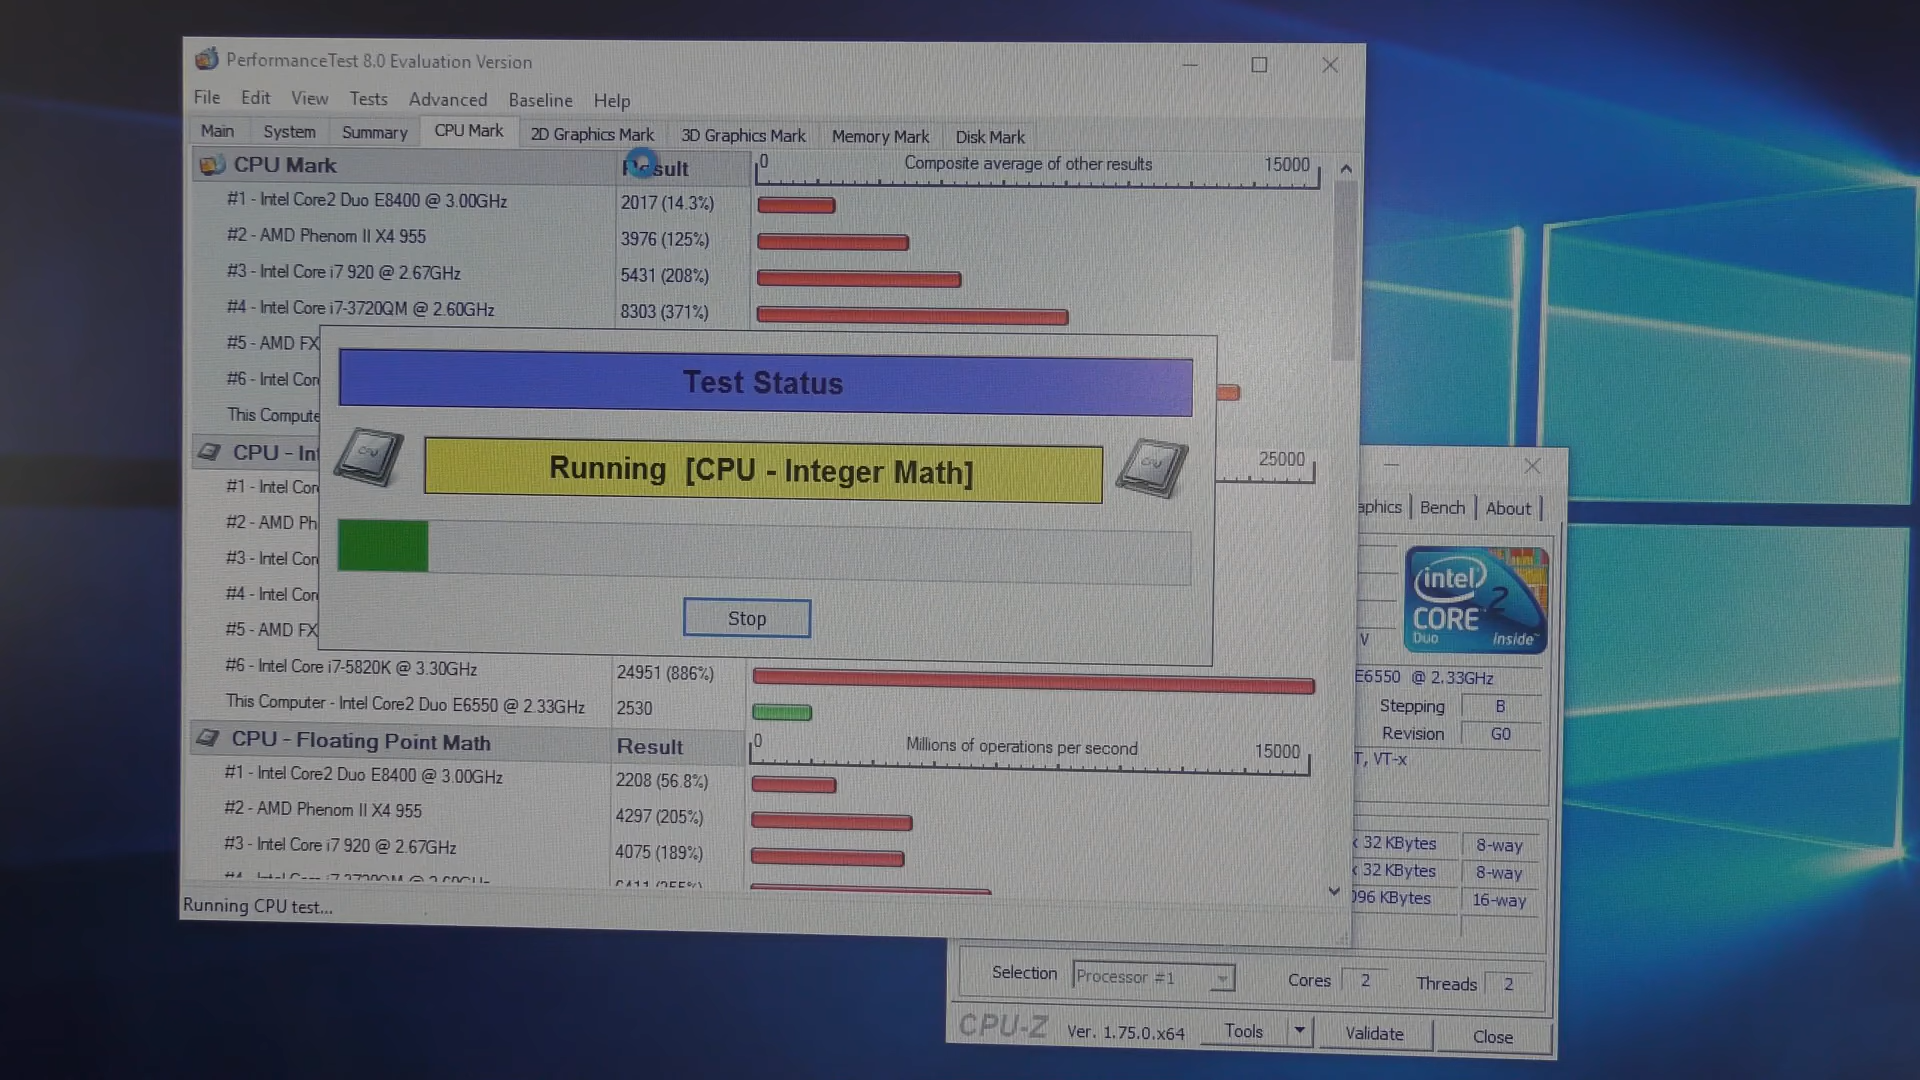 PerformanceTest 8.0 Evaluation Version
File Edit View Tests Advanced Baseline Help
Main System Summary CPU Mark 2D Graphics Mark 3D Graphics Mark Memory Mark Disk Mark
CPU Mark Result 0 Composite average of other results 15000
#1 - Intel Core2 Duo E8400 @ 3.00GHz 2017 (14.3%)
#2 - AMD Phenom II X4 955 3976 (125%)
#3 - Intel Core i7 920 @ 2.67GHz 5431 (208%)
#4 - Intel Core i7-3720QM @ 2.60GHz 8303 (371%)
#5 - AMD FX
#6 - Intel Cor
This Compute
Test Status
Running [CPU - Integer Math]
Stop
CPU - Int 25000
#1 - Intel Cor
#2 - AMD Ph
#3 - Intel Cor
#4 - Intel Cor
#5 - AMD FX
#6 - Intel Core i7-5820K @ 3.30GHz 24951 (886%)
This Computer - Intel Core2 Duo E6550 @ 2.33GHz 2530
CPU - Floating Point Math Result 0 Millions of operations per second 15000
#1 - Intel Core2 Duo E8400 @ 3.00GHz 2208 (56.8%)
#2 - AMD Phenom II X4 955 4297 (205%)
#3 - Intel Core i7 920 @ 2.67GHz 4075 (189%)
Running CPU test...
aphics Bench About
intel
CORE 2
Duo inside
V
E6550 @ 2.33GHz
Stepping B
Revision G0
T, VT-x
x 32 KBytes 8-way
x 32 KBytes 8-way
096 KBytes 16-way
Selection Processor #1 Cores 2 Threads 2
CPU-Z Ver. 1.75.0.x64 Tools Validate Close